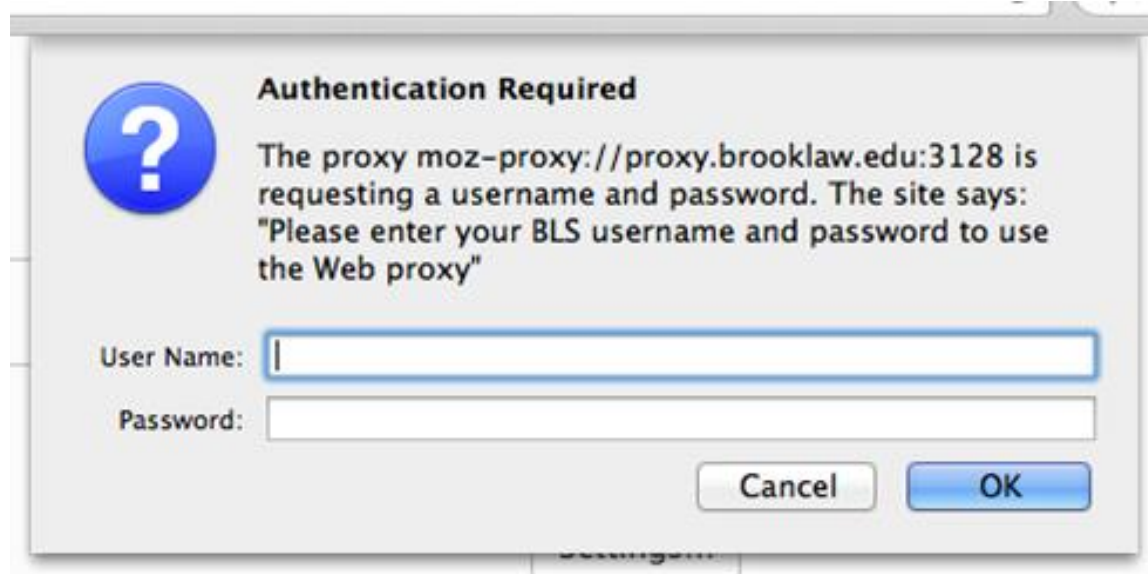 Authentication Required
The proxy moz-proxy://proxy.brooklaw.edu:3128 is
requesting a username and password. The site says:
"Please enter your BLS username and password to use
the Web proxy"
User Name:
Password:
Cancel OK